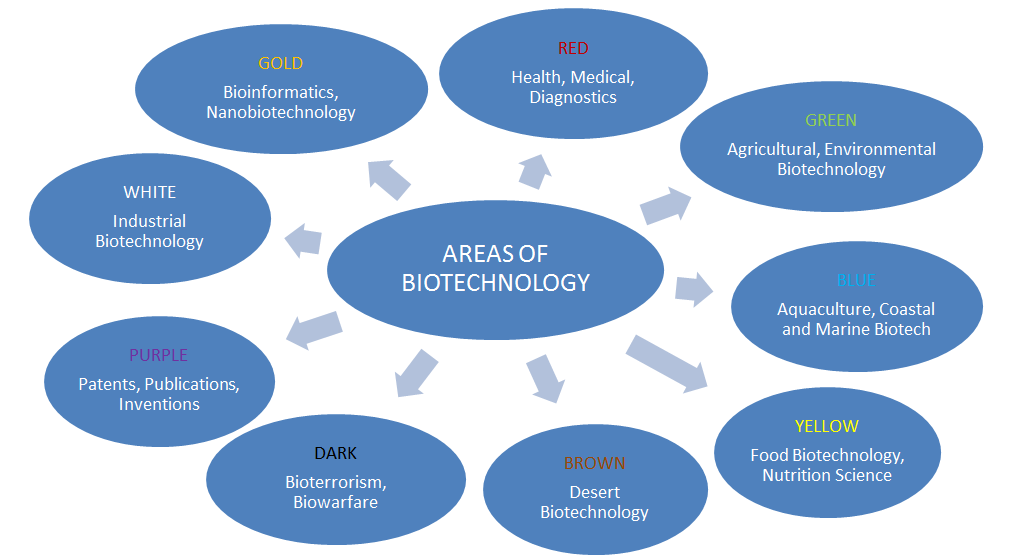 GOLD
Bioinformatics,
Nanobiotechnology
RED
Health, Medical,
Diagnostics
GREEN
Agricultural, Environmental
Biotechnology
WHITE
Industrial
Biotechnology
AREAS OF
BIOTECHNOLOGY
BLUE
Aquaculture, Coastal
and Marine Biotech
PURPLE
Patents, Publications,
Inventions
DARK
Bioterrorism,
Biowarfare
BROWN
Desert
Biotechnology
YELLOW
Food Biotechnology,
Nutrition Science